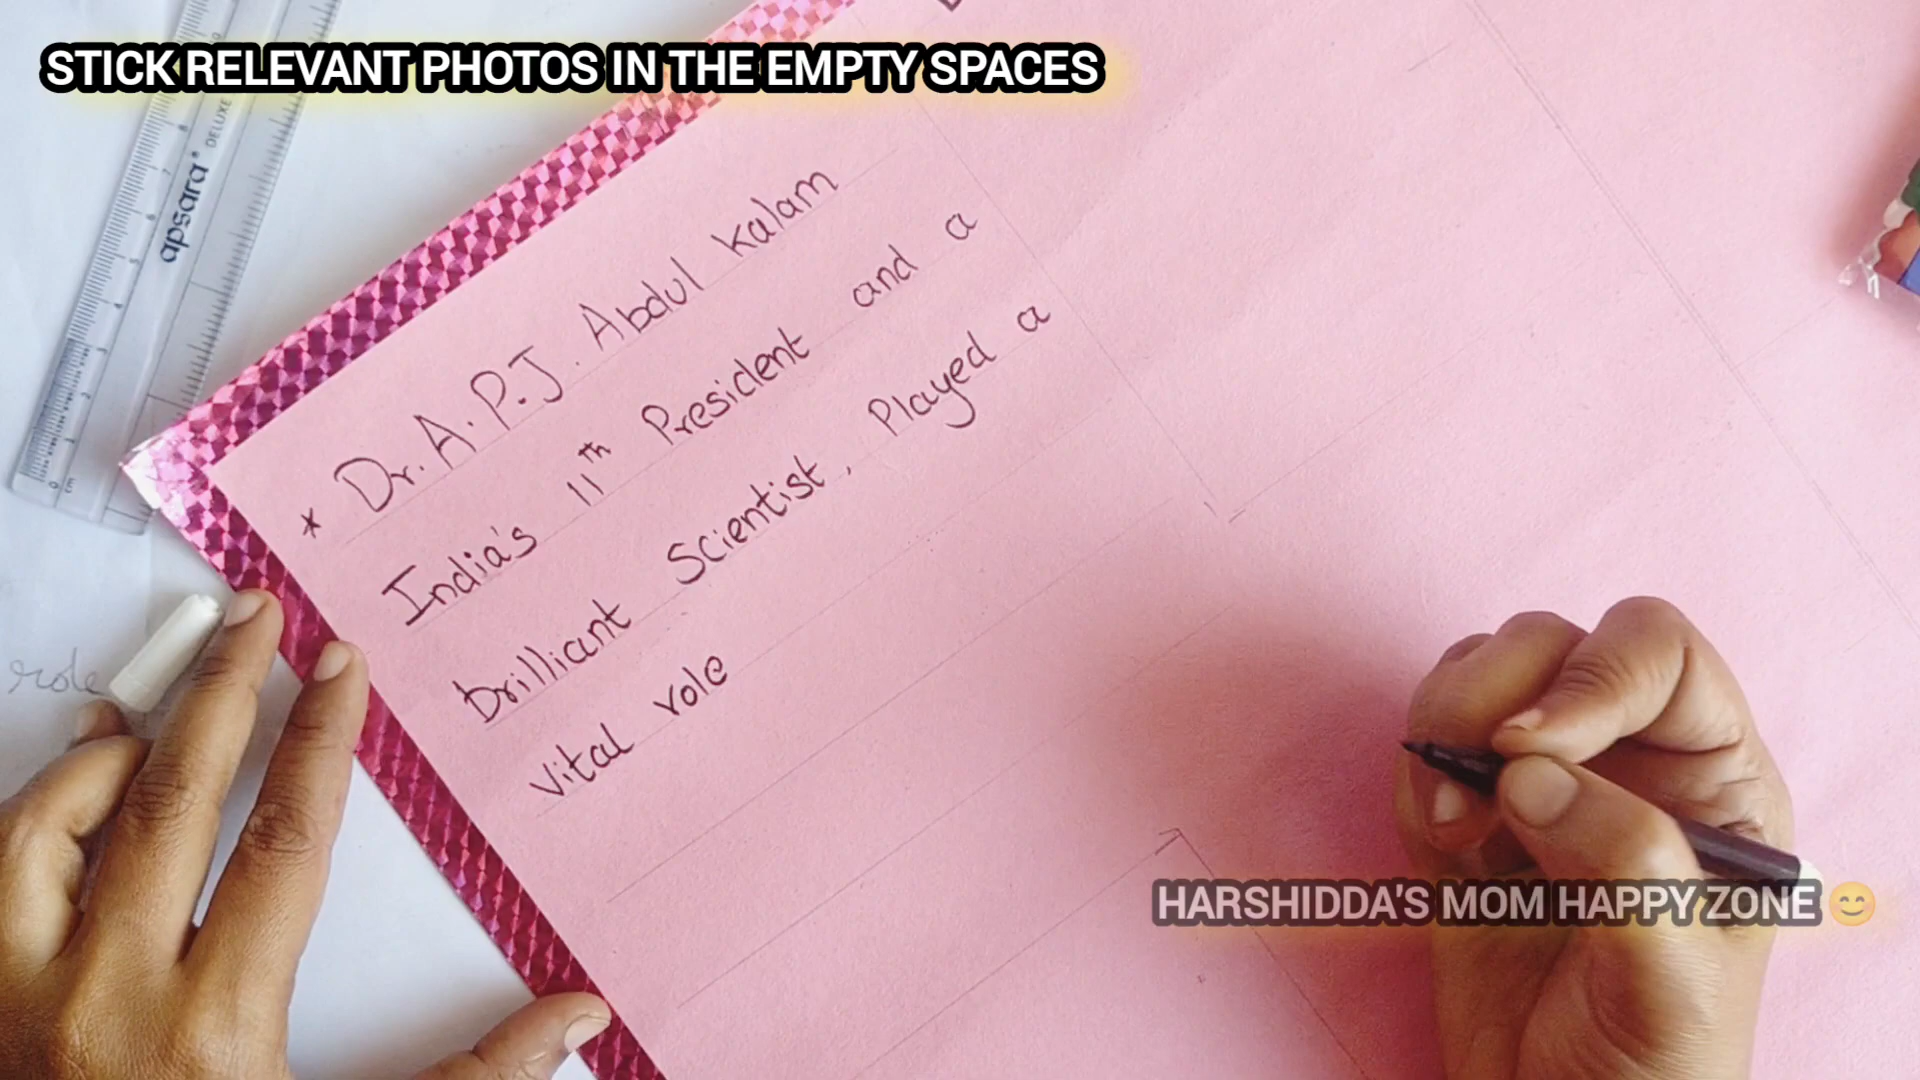 STICK RELEVANT PHOTOS IN THE EMPTY SPACES
apsara DELUXE
* Dr. A. P. J. Abdul kalam
India's 11th President and a
brilliant Scientist, Played a
vital role
role
HARSHIDDA'S MOM HAPPY ZONE 😊